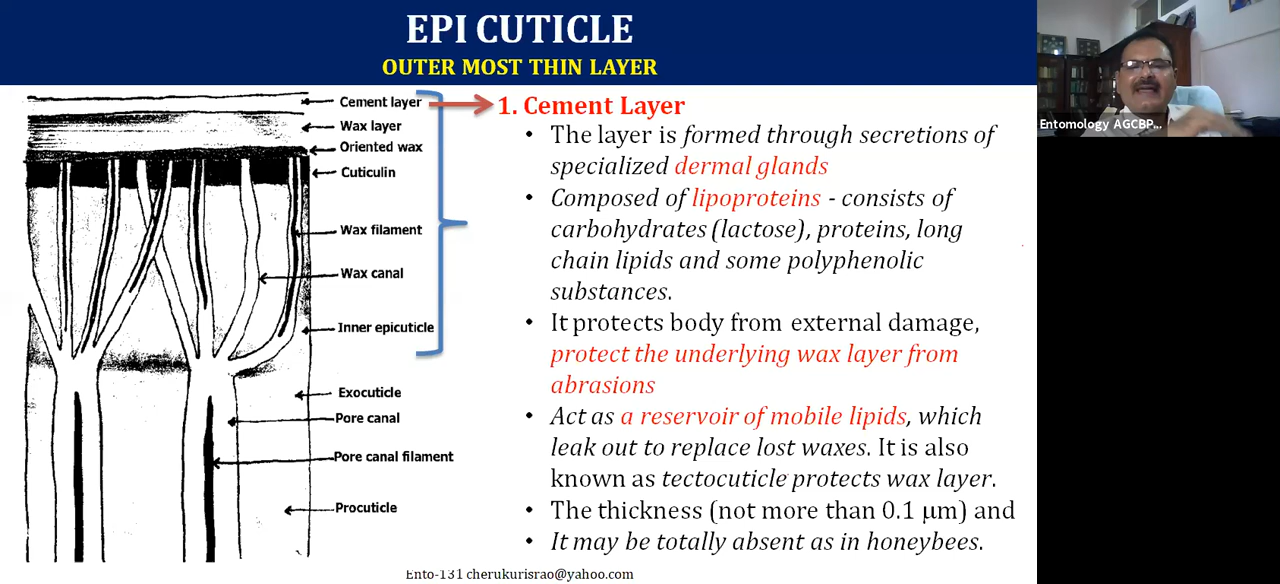 EPI CUTICLE
OUTER MOST THIN LAYER
Cement layer
Wax layer
Oriented wax
Cuticulin
Wax filament
Wax canal
Inner epicuticle
Exocuticle
Pore canal
Pore canal filament
Procuticle
1. Cement Layer
• The layer is formed through secretions of
specialized dermal glands
• Composed of lipoproteins - consists of
carbohydrates (lactose), proteins, long
chain lipids and some polyphenolic
substances.
• It protects body from external damage,
protect the underlying wax layer from
abrasions
• Act as a reservoir of mobile lipids, which
leak out to replace lost waxes. It is also
known as tectocuticle protects wax layer.
• The thickness (not more than 0.1 μm) and
• It may be totally absent as in honeybees.
Ento-131 cherukurisrao@yahoo.com
Entomology AGCBP...